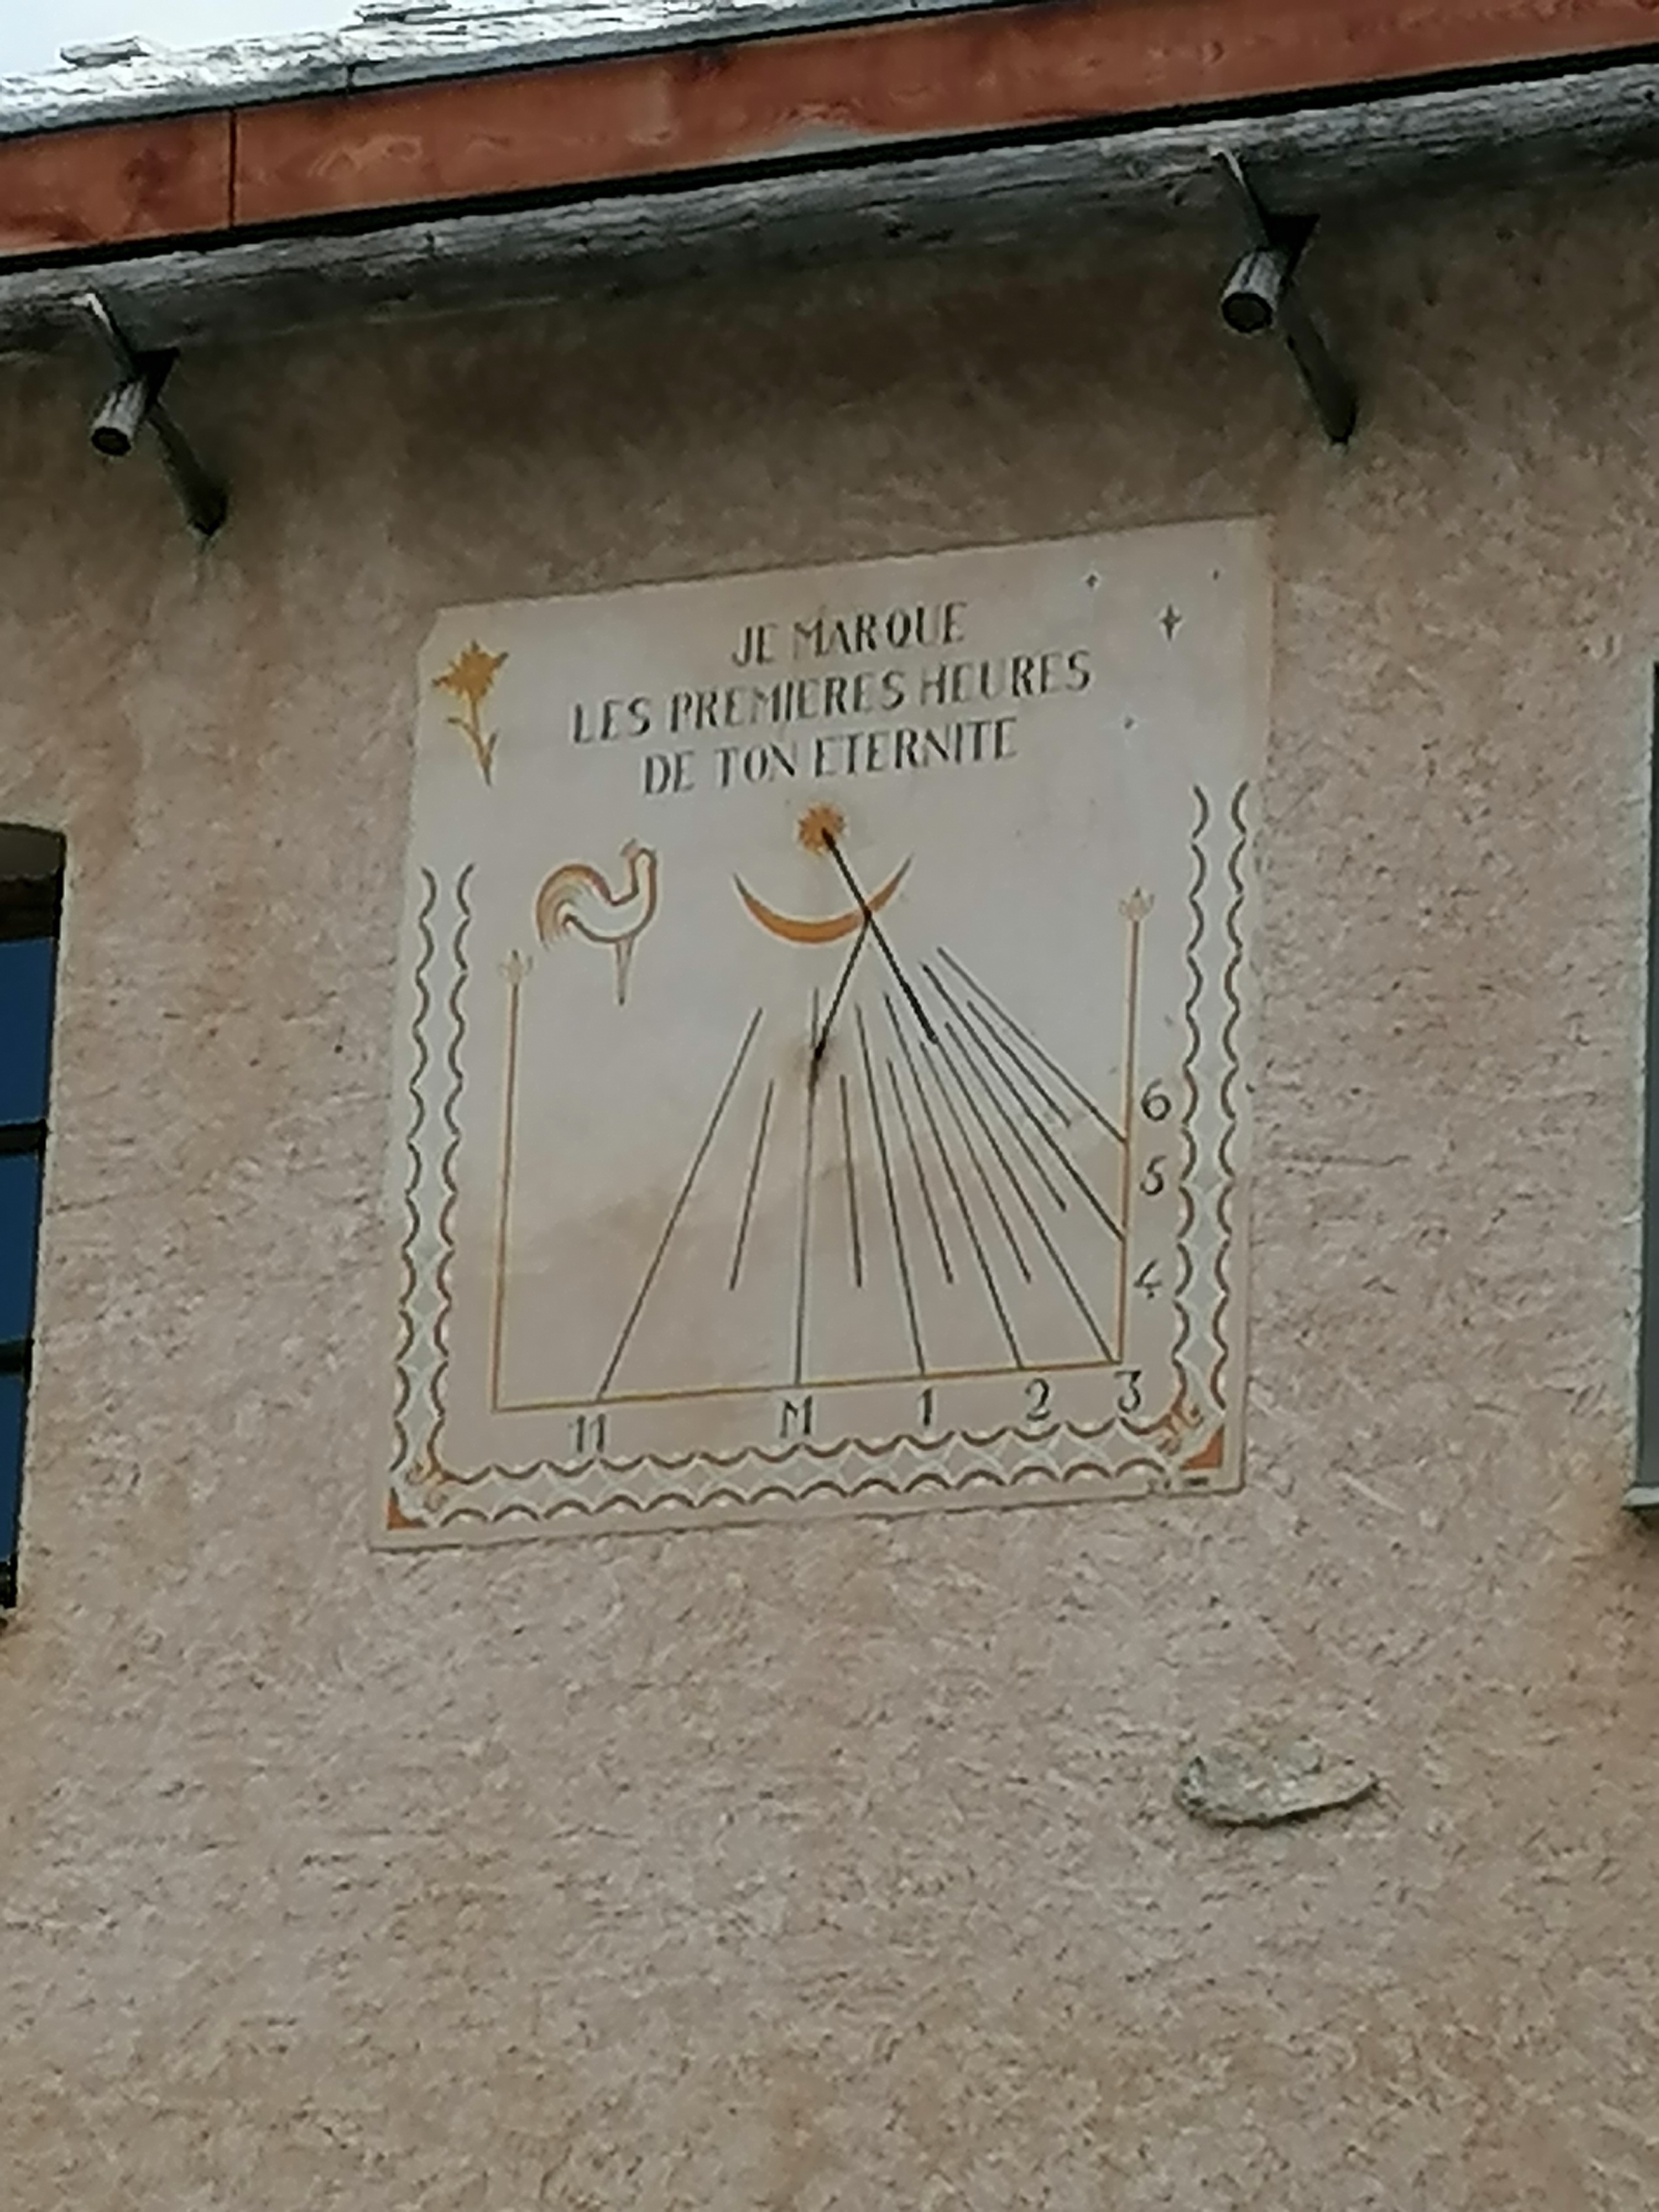 JE MARQUE
LES PREMIERES HEURES
DE TON ETERNITE
6
5
4
11 M 1 2 3